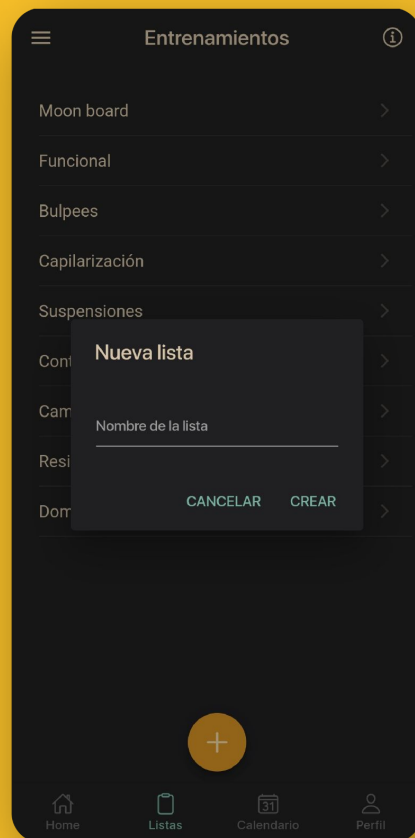 Entrenamientos
Moon board
Funcional
Bulpees
Capilarización
Suspensiones
Nueva lista
Cont
Cam
Nombre de la lista
Resi
CANCELAR CREAR
Dom
31
Home Listas Calendario Perfil